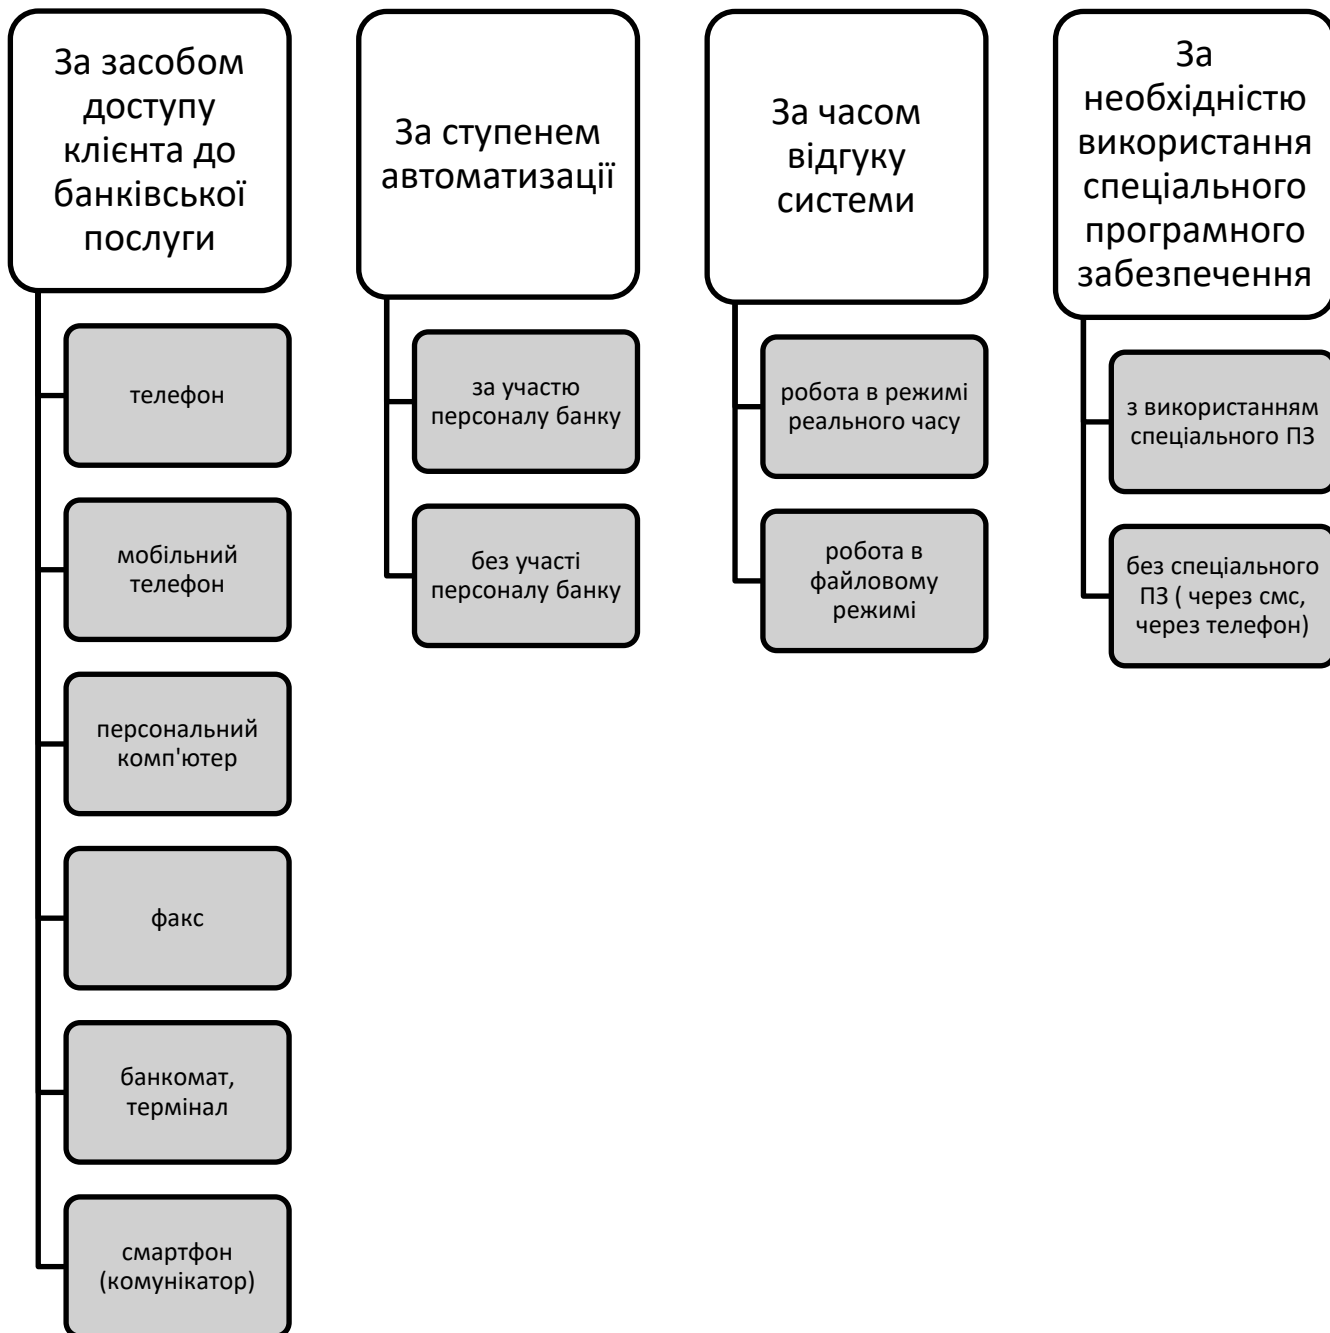 За засобом
доступу
клієнта до
банківської
послуги
телефон
мобільний
телефон
персональний
комп'ютер
факс
банкомат,
термінал
смартфон
(комунікатор)
За ступенем
автоматизації
за участю
персоналу банку
без участі
персоналу банку
За часом
відгуку
системи
робота в режимі
реального часу
робота в
файловому
режимі
За
необхідністю
використання
спеціального
програмного
забезпечення
з використанням
спеціального ПЗ
без спеціального
ПЗ ( через смс,
через телефон)